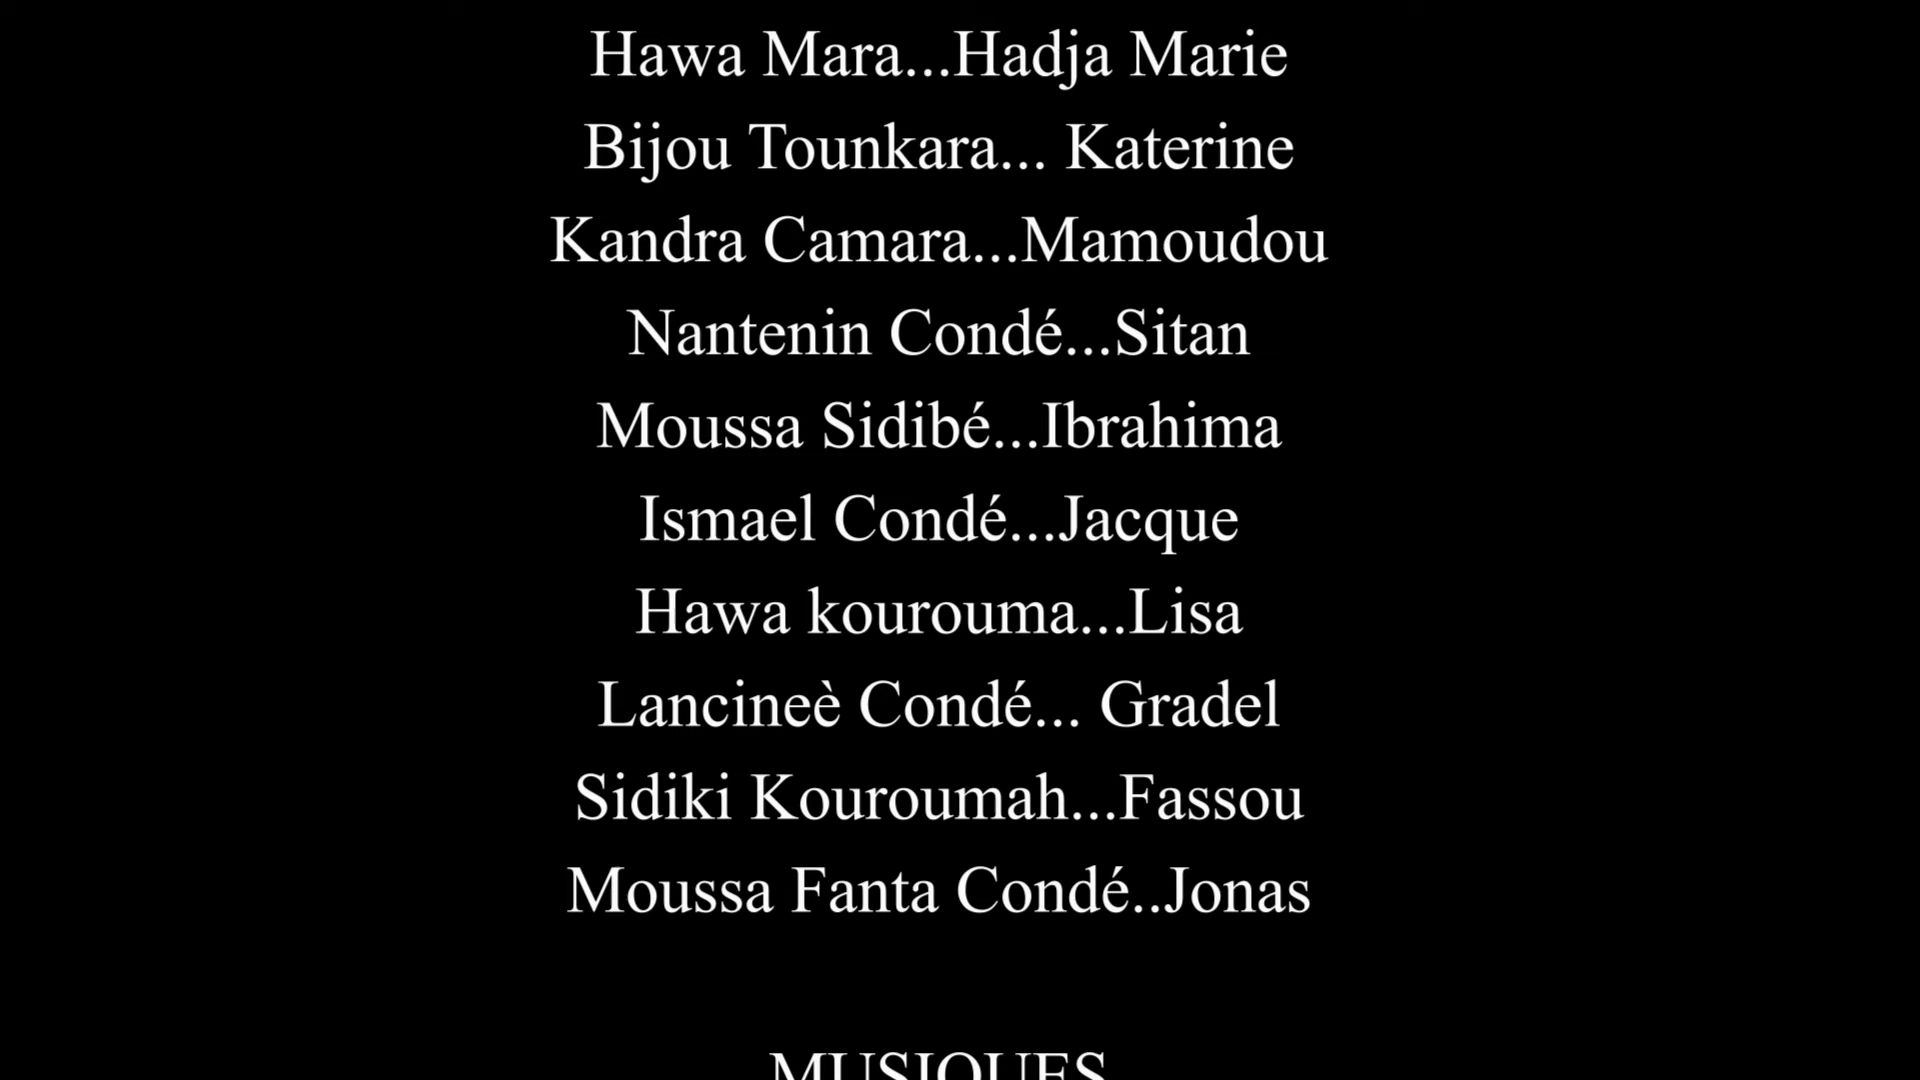 Hawa Mara...Hadja Marie
Bijou Tounkara... Katerine
Kandra Camara...Mamoudou
Nantenin Condé...Sitan
Moussa Sidibé...Ibrahima
Ismael Condé...Jacque
Hawa kourouma...Lisa
Lancineè Condé... Gradel
Sidiki Kouroumah...Fassou
Moussa Fanta Condé..Jonas
MUSIQUES